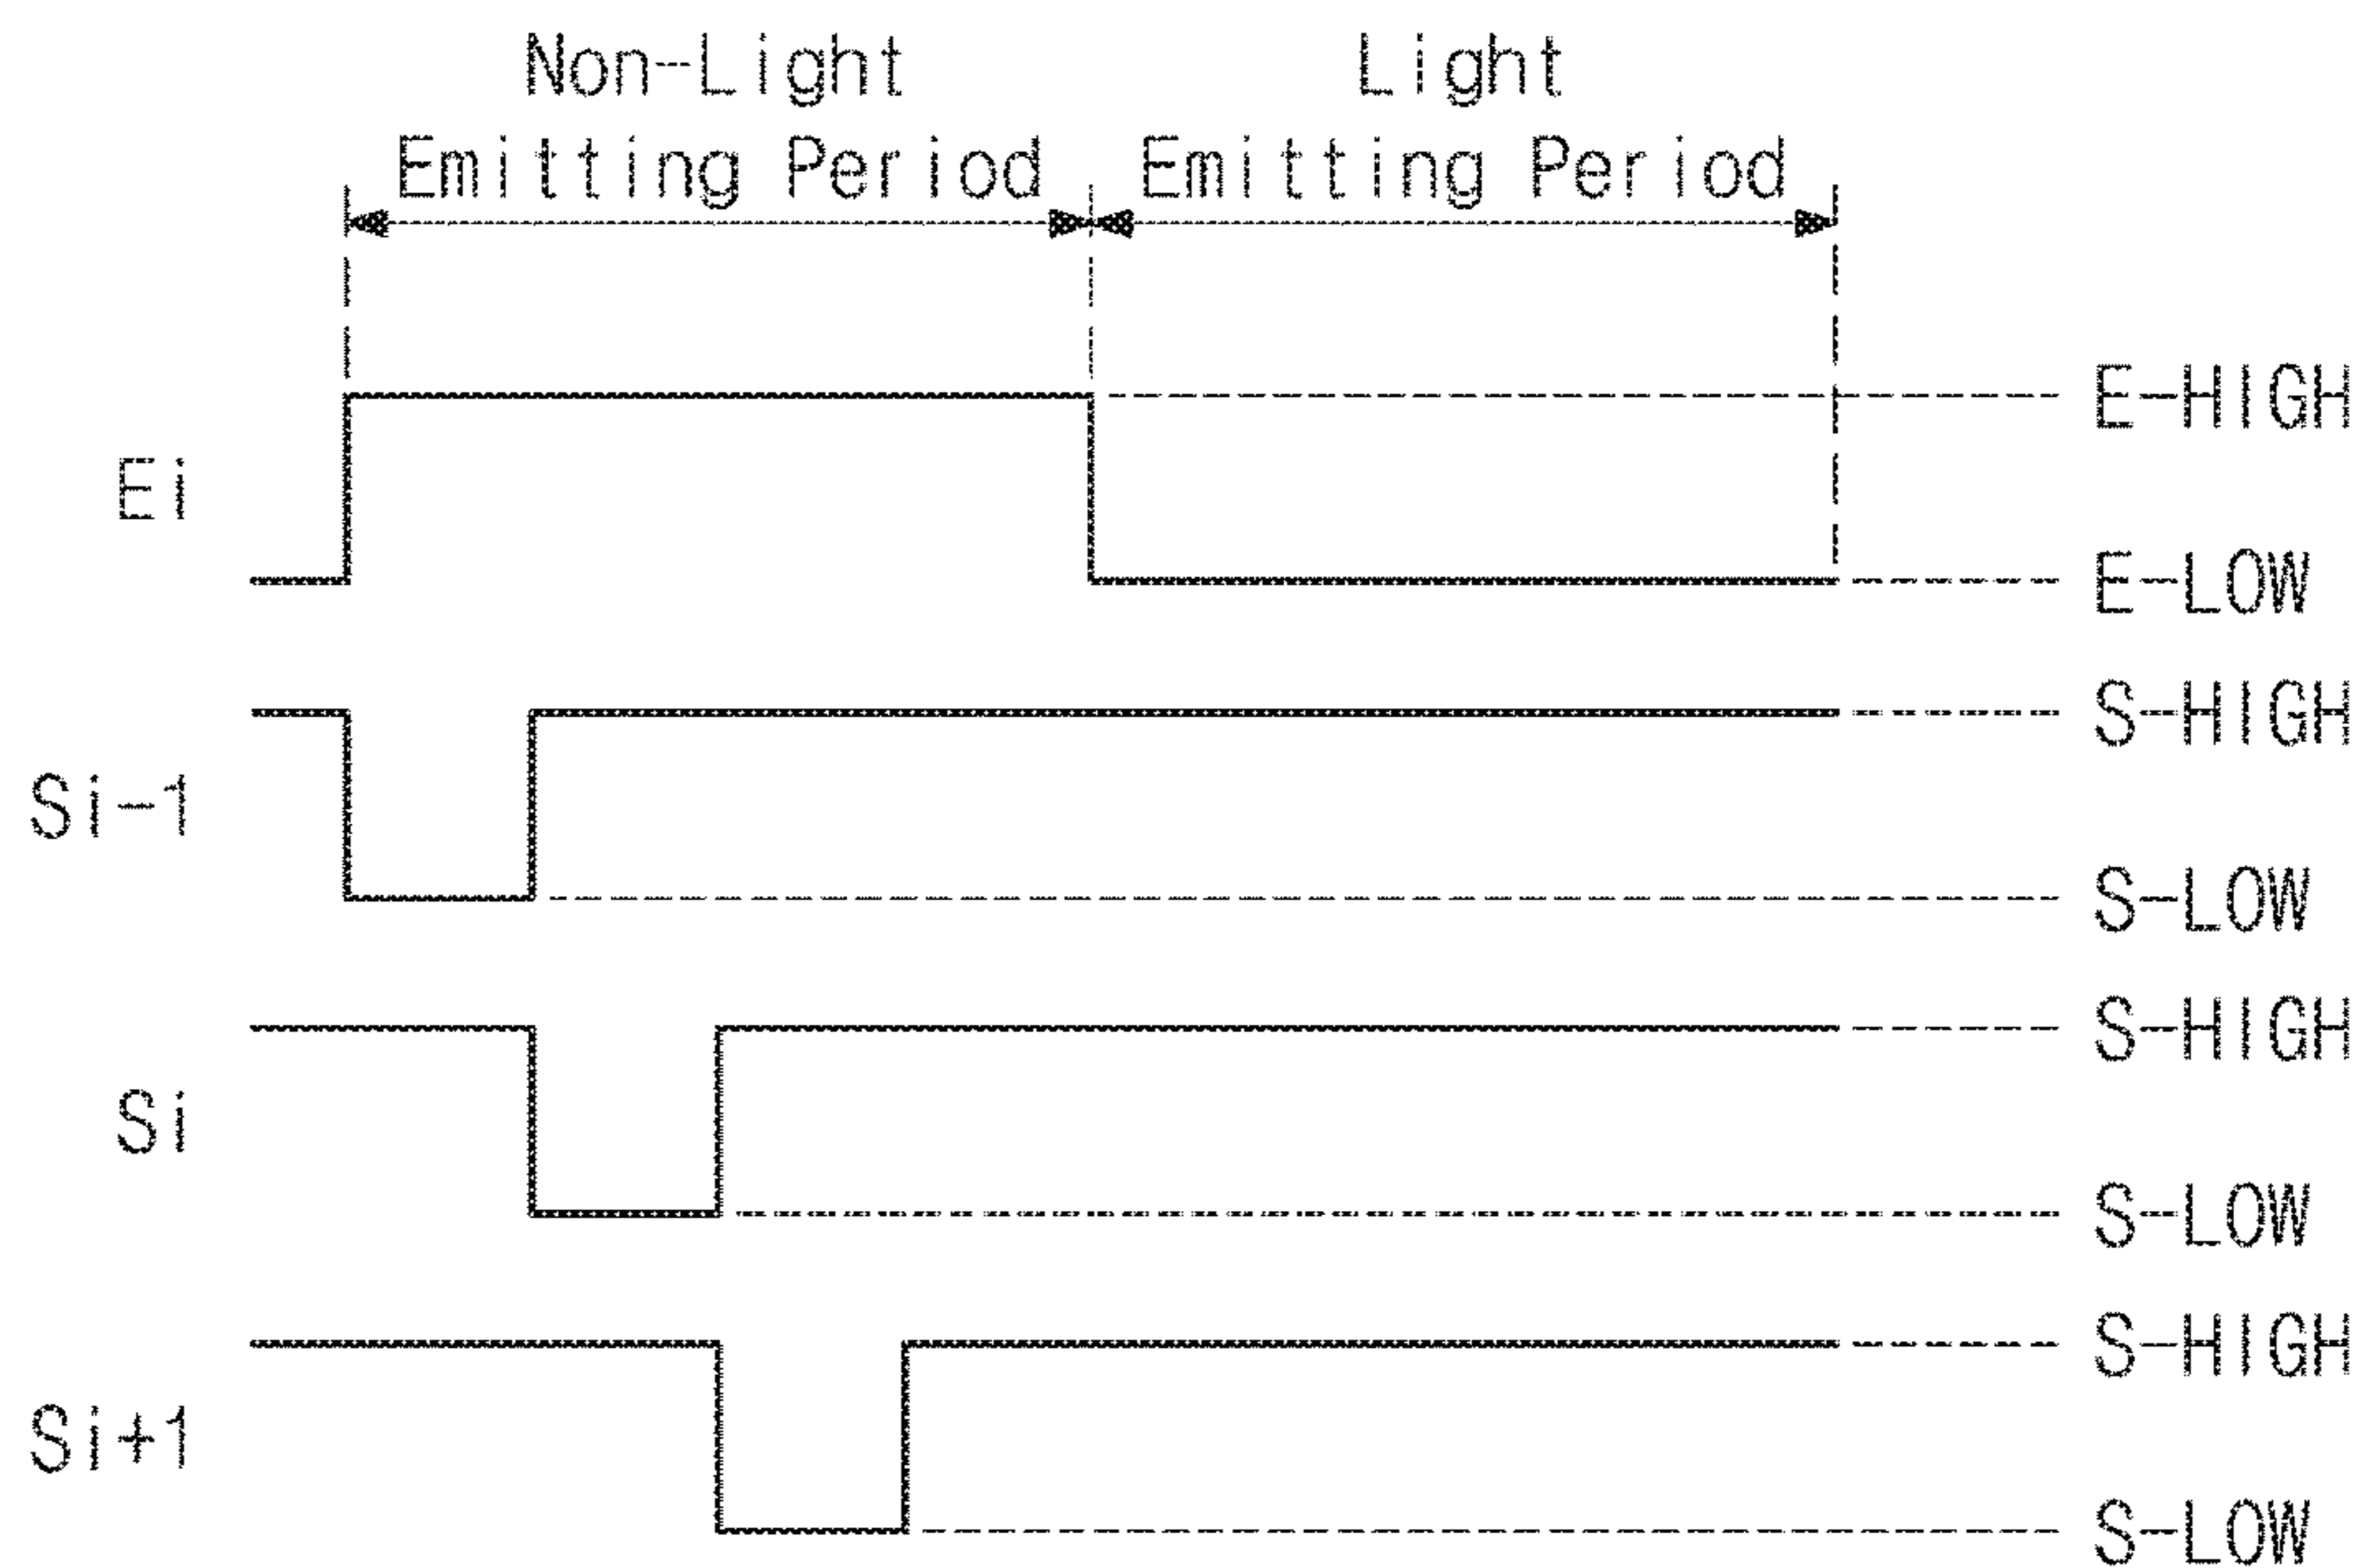 Non-Light
Emitting Period
Light
Emitting Period
Ei
E-HIGH
E-LOW
Si-1
S-HIGH
S-LOW
Si
S-HIGH
S-LOW
Si+1
S-HIGH
S-LOW